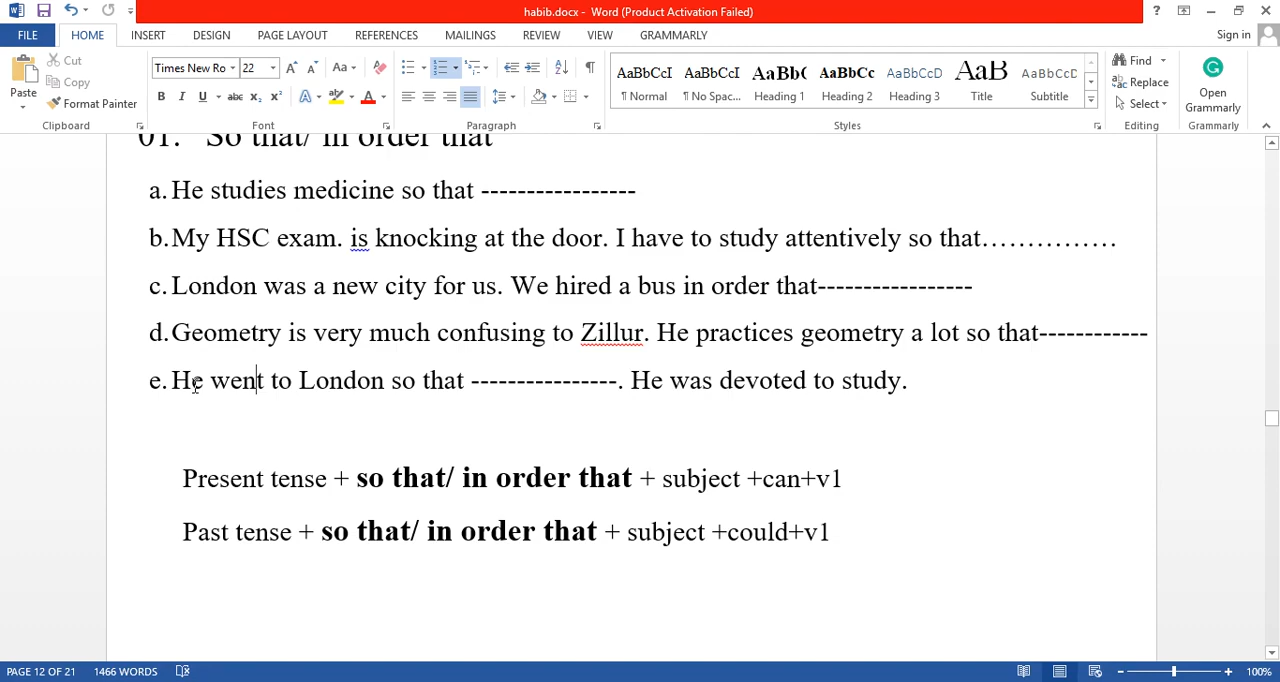 habib.docx - Word (Product Activation Failed)
FILE HOME INSERT DESIGN PAGE LAYOUT REFERENCES MAILINGS REVIEW VIEW GRAMMARLY Sign in
Cut
Copy
Format Painter
Paste
Clipboard
Times New Ro 22
Font
Paragraph
AaBbCcI AaBbCcI AaBb( AaBbCc AaBbCcD AaB AaBbCcD
¶ Normal ¶ No Spac... Heading 1 Heading 2 Heading 3 Title Subtitle
Styles
Find
Replace
Select
Editing
Open
Grammarly
Grammarly
01. So that/ in order that
a. He studies medicine so that -----------------
b. My HSC exam. is knocking at the door. I have to study attentively so that……………
c. London was a new city for us. We hired a bus in order that-----------------
d. Geometry is very much confusing to Zillur. He practices geometry a lot so that------------
e. He went to London so that ----------------. He was devoted to study.
Present tense + so that/ in order that + subject +can+v1
Past tense + so that/ in order that + subject +could+v1
PAGE 12 OF 21 1466 WORDS 100%